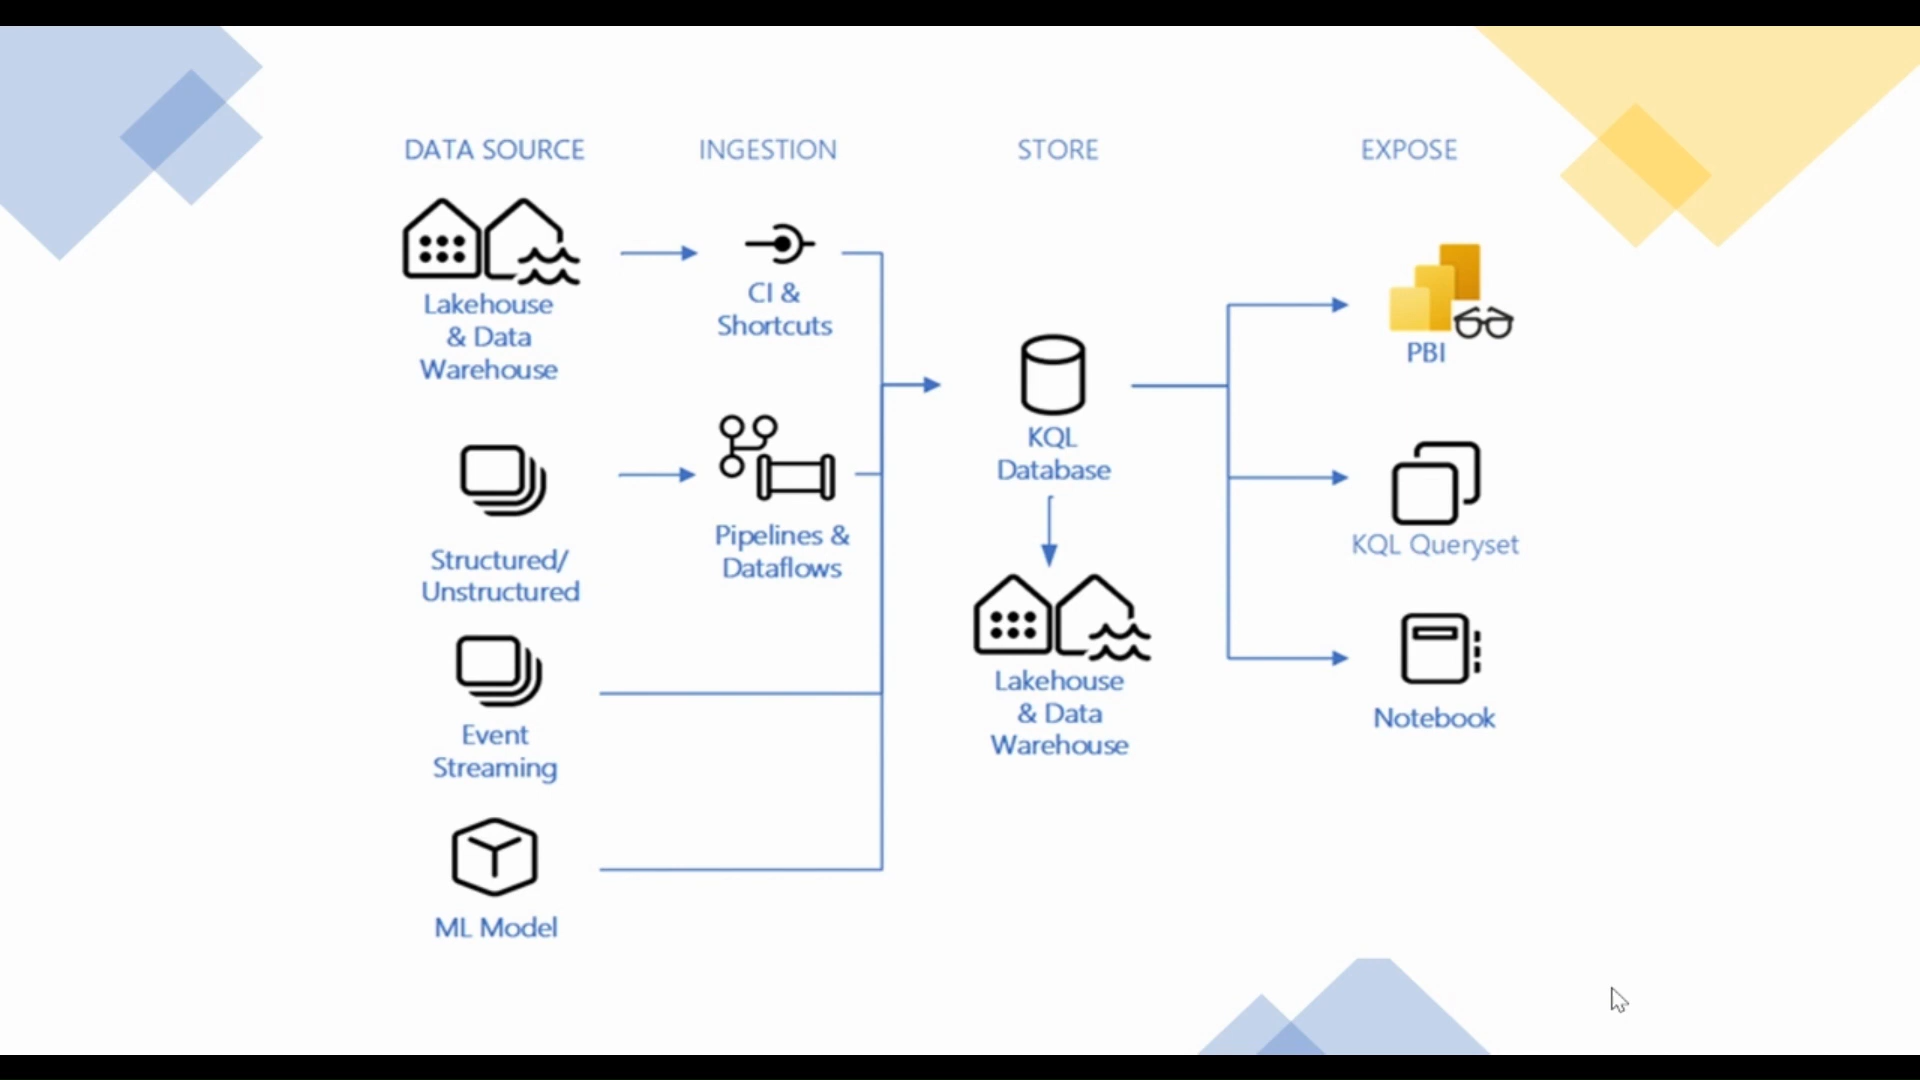 DATA SOURCE
INGESTION
STORE
EXPOSE
Lakehouse
& Data
Warehouse
CI &
Shortcuts
Structured/
Unstructured
Pipelines &
Dataflows
Event
Streaming
ML Model
KQL
Database
Lakehouse
& Data
Warehouse
PBI
KQL Queryset
Notebook